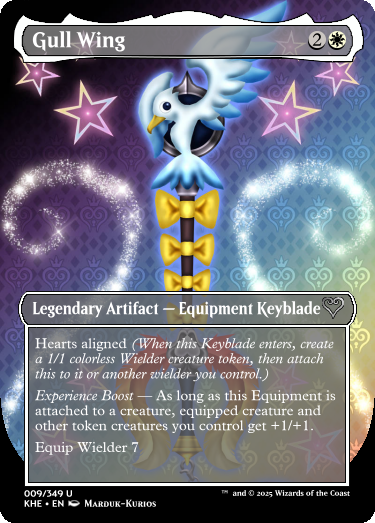 Gull Wing 2
Legendary Artifact — Equipment Keyblade
Hearts aligned (When this Keyblade enters, create
a 1/1 colorless Wielder creature token, then attach
this to it or another wielder you control.)
Experience Boost — As long as this Equipment is
attached to a creature, equipped creature and
other token creatures you control get +1/+1.
Equip Wielder 7
009/349 U
KHE • EN Marduk-Kurios
™ and © 2025 Wizards of the Coast